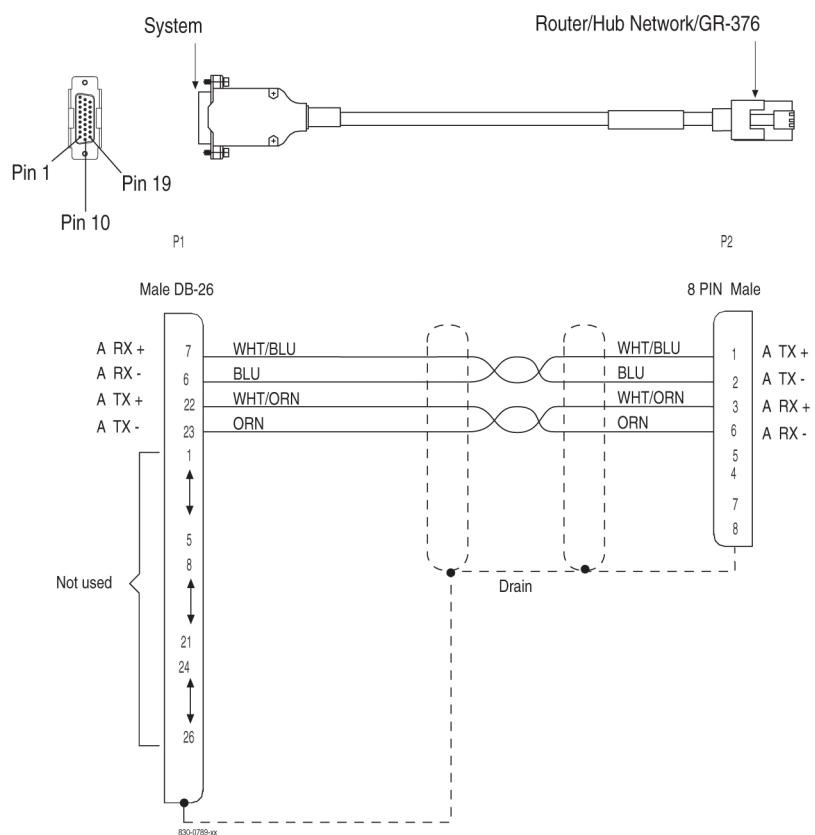 System
Router/Hub Network/GR-376
Pin 1
Pin 19
Pin 10
P1
P2
Male DB-26
8 PIN Male
A RX +
7
WHT/BLU
WHT/BLU
1
A TX +
A RX -
6
BLU
BLU
2
A TX -
A TX +
22
WHT/ORN
WHT/ORN
3
A RX +
A TX -
23
ORN
ORN
6
A RX -
1
5
4
7
5
8
8
Not used
Drain
21
24
26
830-0789-xx